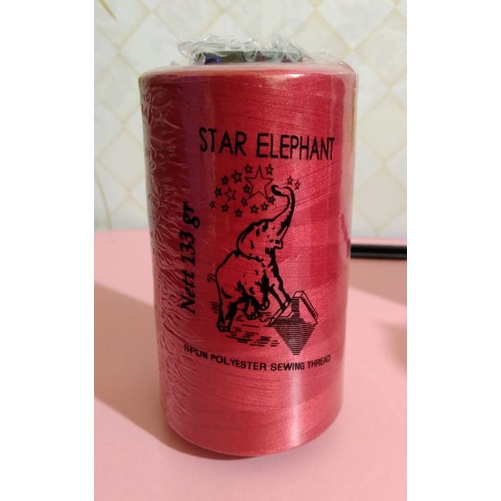 STAR ELEPHANT
Nett 133 gr
SPUN POLYESTER SEWING THREAD